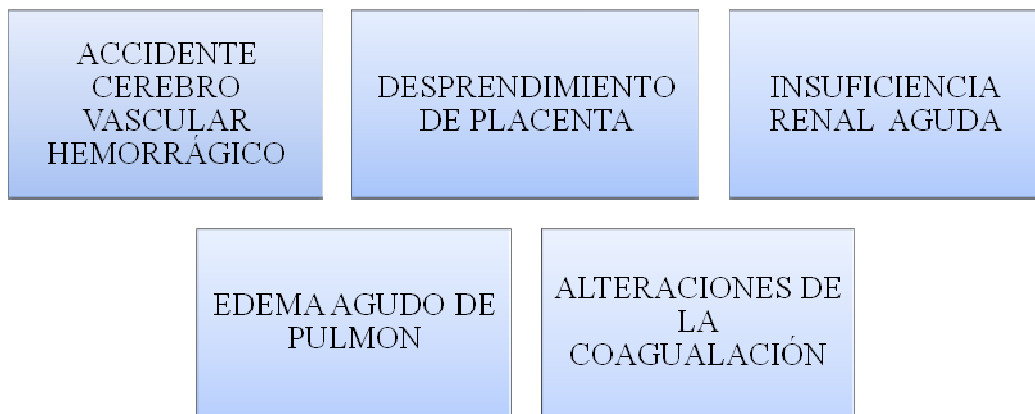 ACCIDENTE
CEREBRO
VASCULAR
HEMORRÁGICO
DESPRENDIMIENTO
DE PLACENTA
INSUFICIENCIA
RENAL AGUDA
EDEMA AGUDO DE
PULMON
ALTERACIONES DE
LA
COAGUALACIÓN